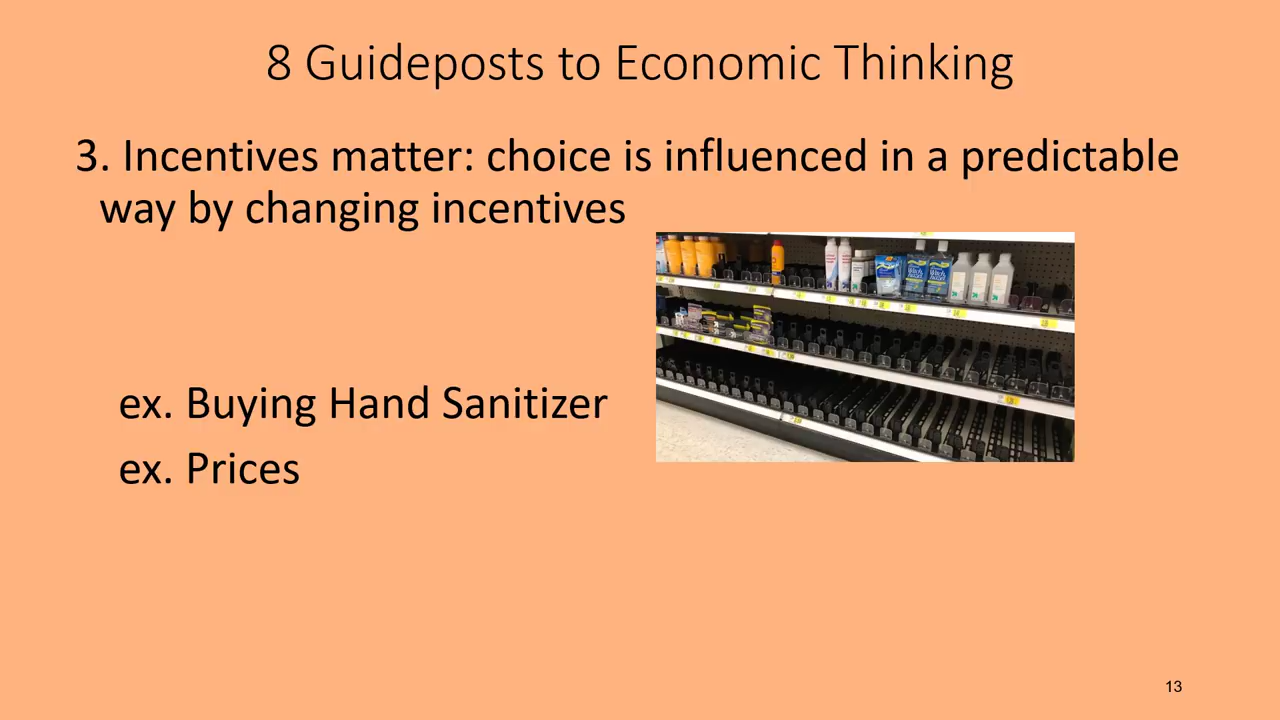 8 Guideposts to Economic Thinking
3. Incentives matter: choice is influenced in a predictable
way by changing incentives
ex. Buying Hand Sanitizer
ex. Prices
13